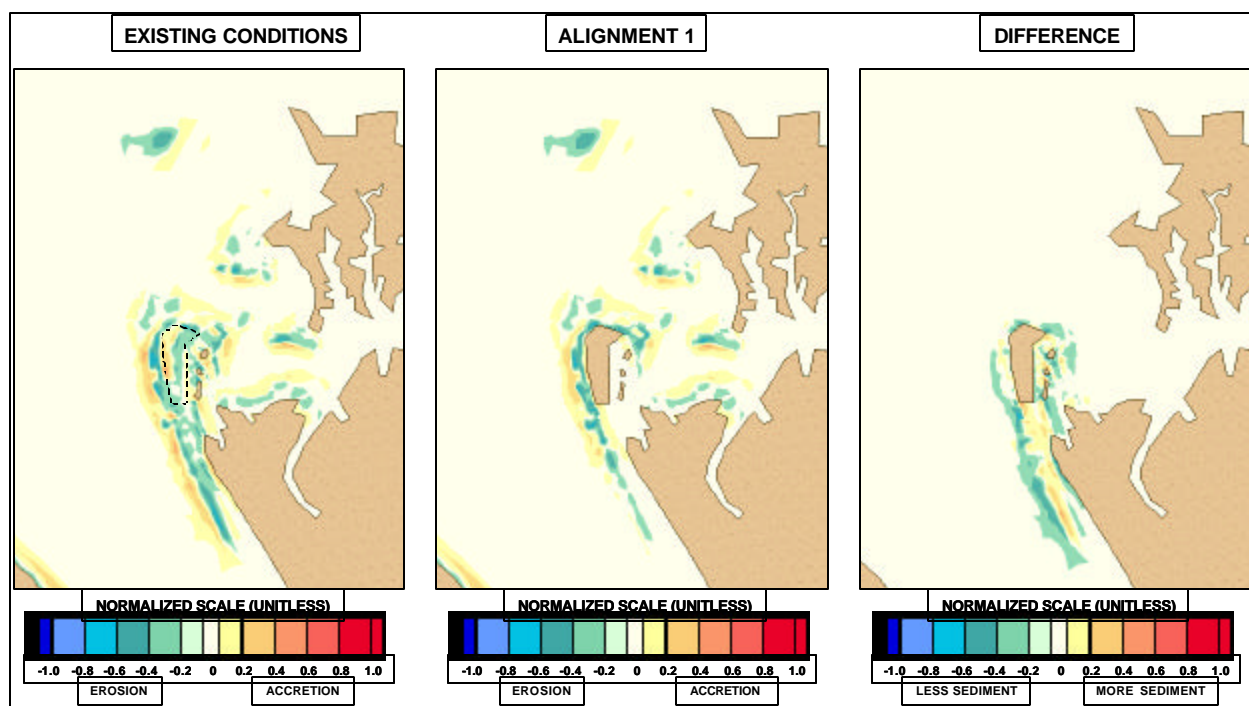 EXISTING CONDITIONS
ALIGNMENT 1
DIFFERENCE
NORMALIZED SCALE (UNITLESS)
NORMALIZED SCALE (UNITLESS)
NORMALIZED SCALE (UNITLESS)
-1.0 -0.8 -0.6 -0.4 -0.2 0 0.2 0.4 0.6 0.8 1.0
-1.0 -0.8 -0.6 -0.4 -0.2 0 0.2 0.4 0.6 0.8 1.0
-1.0 -0.8 -0.6 -0.4 -0.2 0 0.2 0.4 0.6 0.8 1.0
EROSION ACCRETION
EROSION ACCRETION
LESS SEDIMENT MORE SEDIMENT